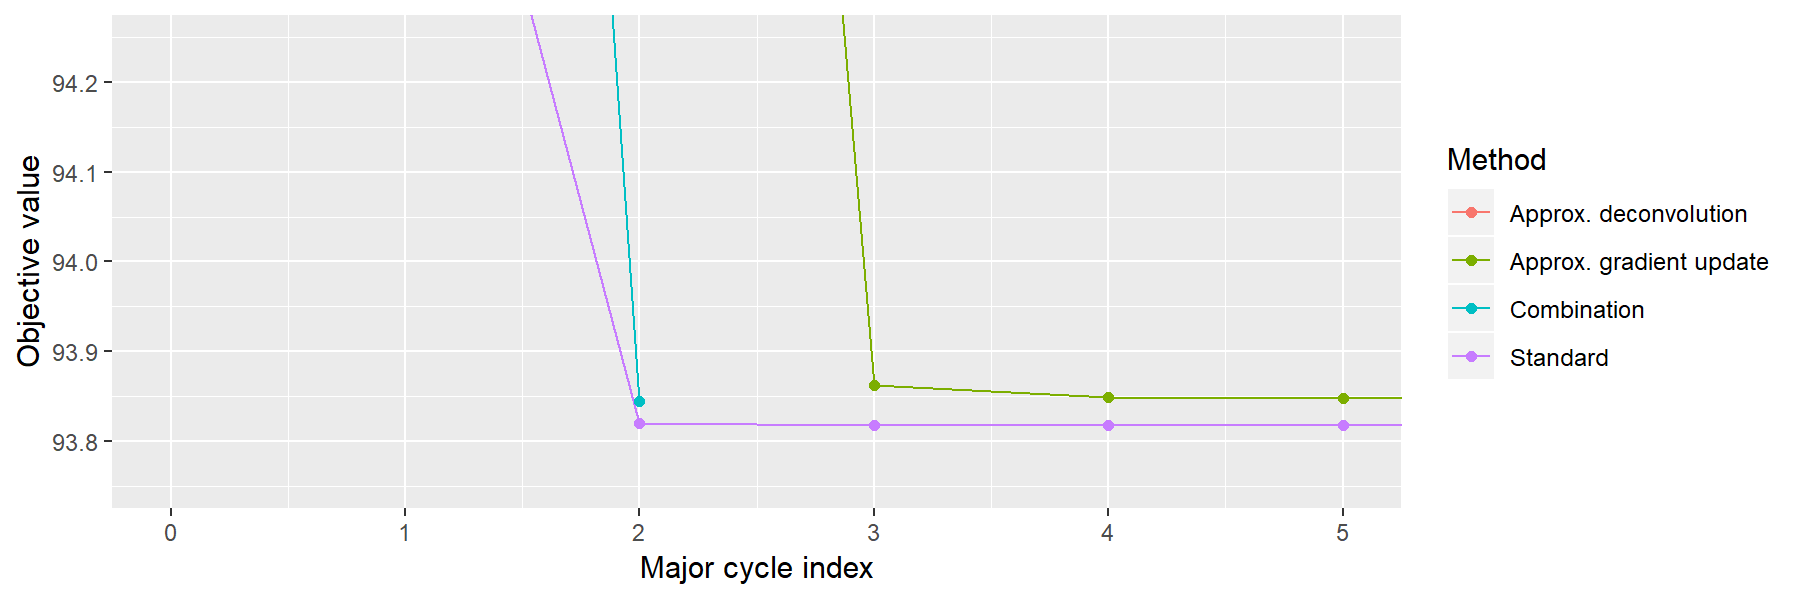 Objective value
94.2
94.1
94.0
93.9
93.8
0 1 2 3 4 5
Major cycle index
Method
Approx. deconvolution
Approx. gradient update
Combination
Standard